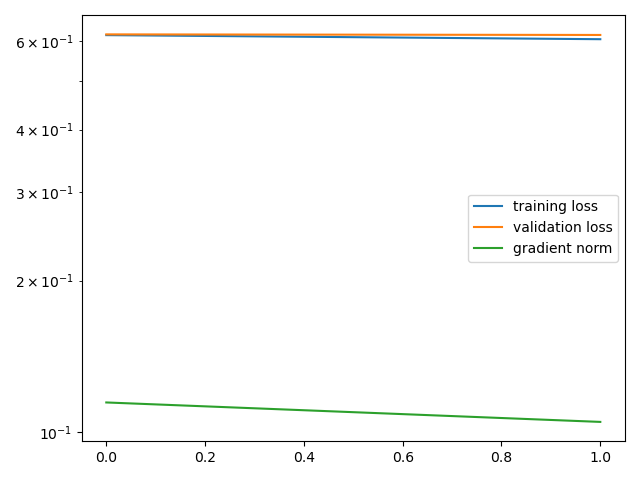 6 × 10⁻¹
4 × 10⁻¹
3 × 10⁻¹
2 × 10⁻¹
10⁻¹
training loss
validation loss
gradient norm
0.0 0.2 0.4 0.6 0.8 1.0